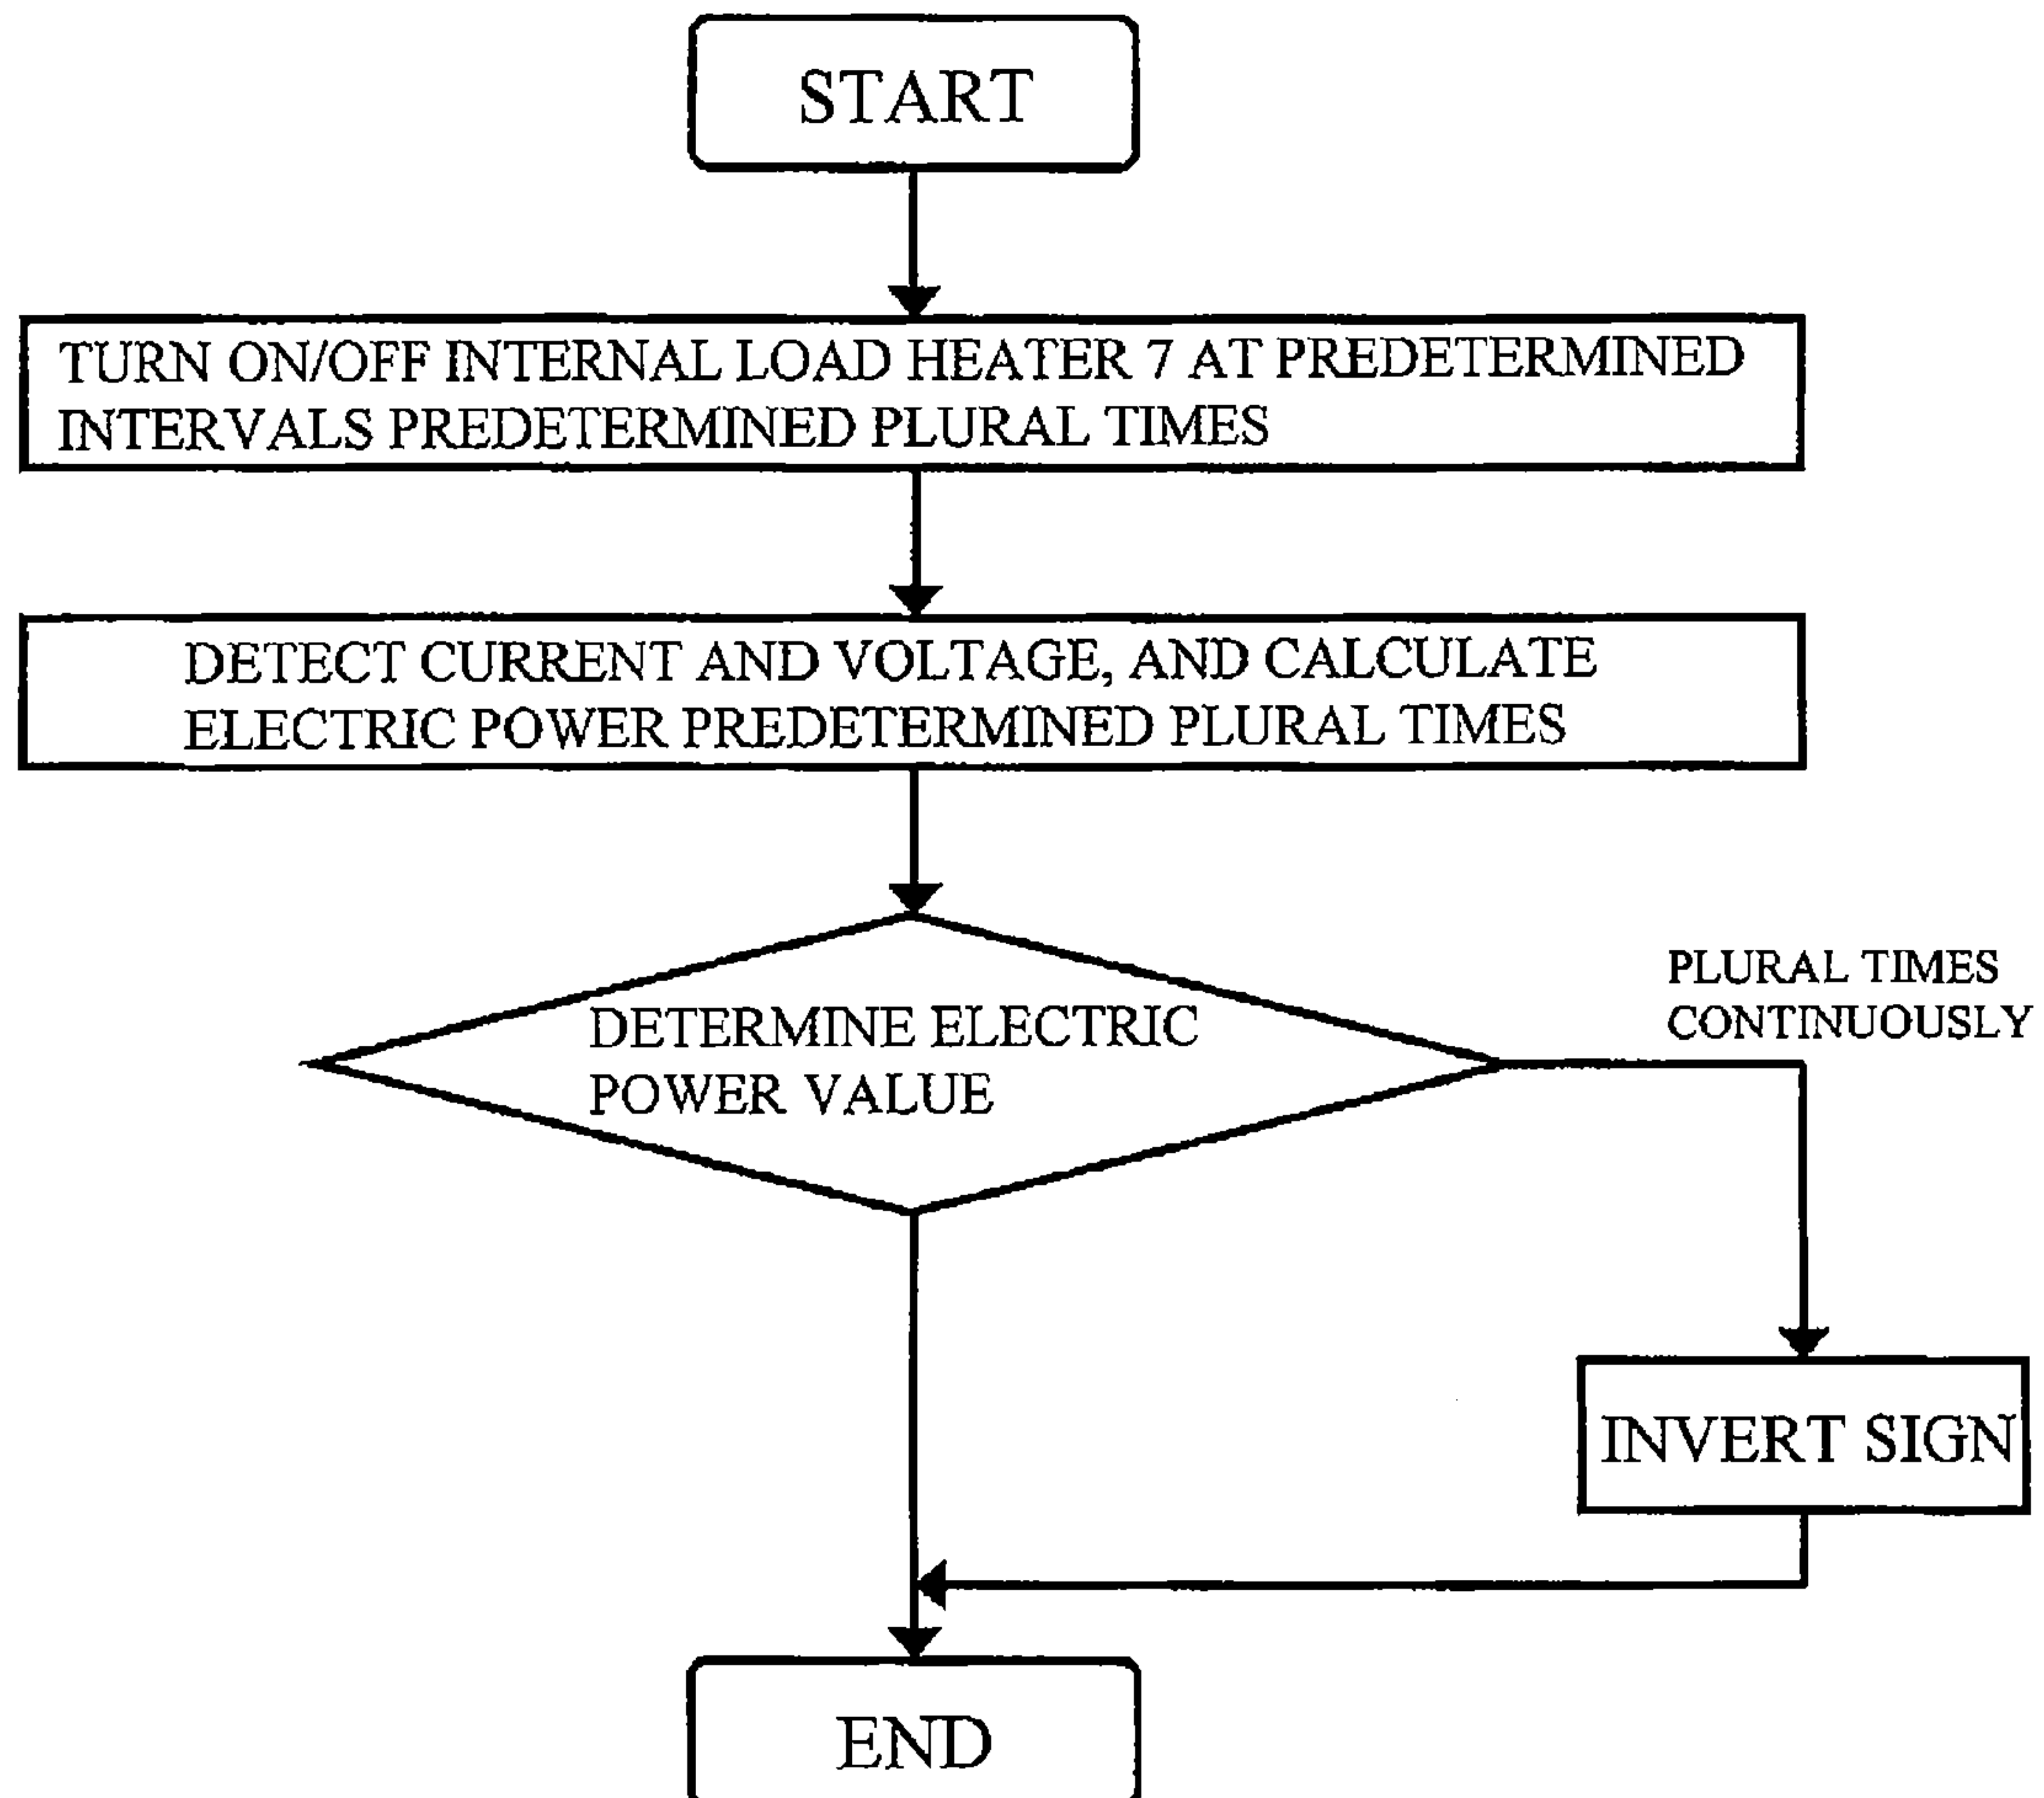 START
TURN ON/OFF INTERNAL LOAD HEATER 7 AT PREDETERMINED
INTERVALS PREDETERMINED PLURAL TIMES
DETECT CURRENT AND VOLTAGE, AND CALCULATE
ELECTRIC POWER PREDETERMINED PLURAL TIMES
DETERMINE ELECTRIC
POWER VALUE
PLURAL TIMES
CONTINUOUSLY
INVERT SIGN
END